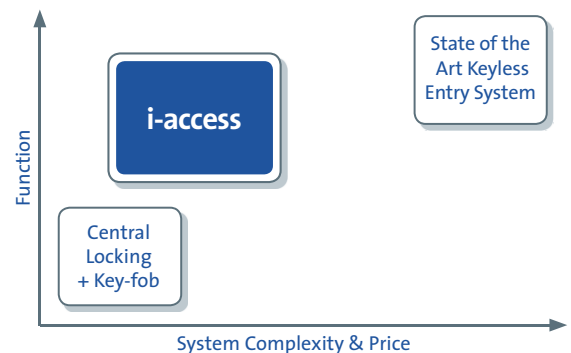 State of the
Art Keyless
Entry System
i-access
Function
Central
Locking
+ Key-fob
System Complexity & Price